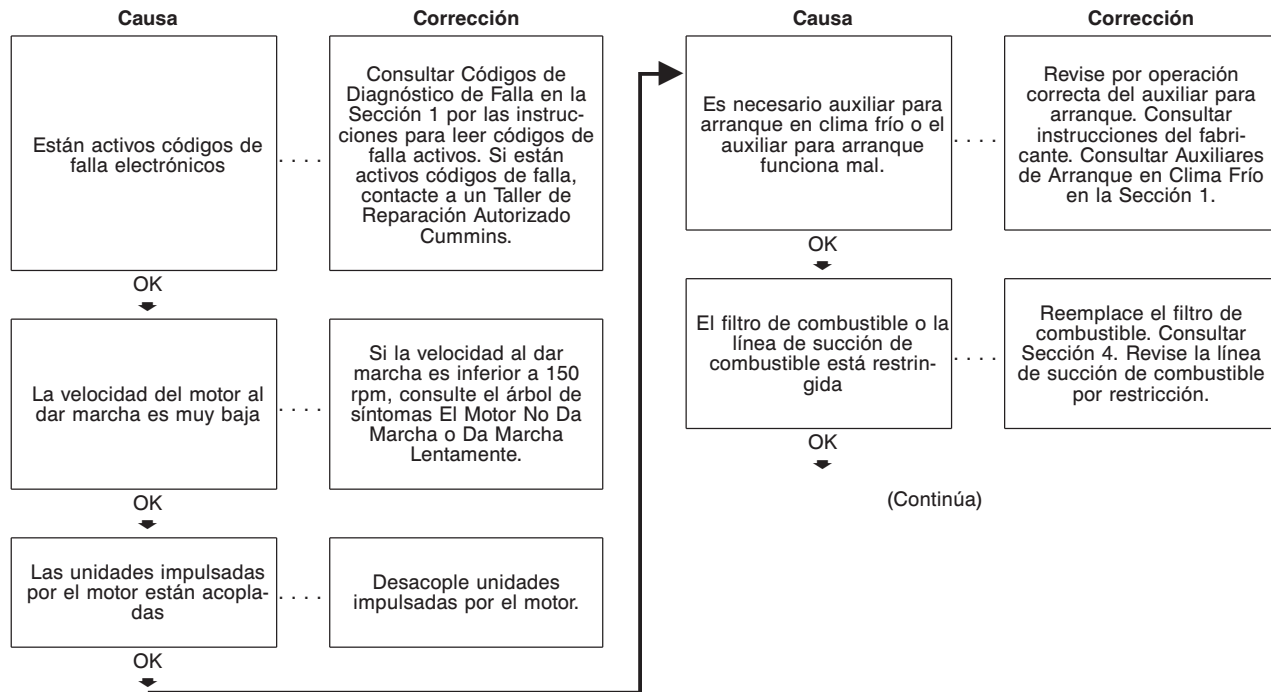 Causa
Corrección
Están activos códigos de
falla electrónicos
. . . .
Consultar Códigos de
Diagnóstico de Falla en la
Sección 1 por las instruc-
ciones para leer códigos de
falla activos. Si están
activos códigos de falla,
contacte a un Taller de
Reparación Autorizado
Cummins.
OK
La velocidad del motor al
dar marcha es muy baja
. . . .
Si la velocidad al dar
marcha es inferior a 150
rpm, consulte el árbol de
síntomas El Motor No Da
Marcha o Da Marcha
Lentamente.
OK
Las unidades impulsadas
por el motor están acopla-
das
. . . .
Desacople unidades
impulsadas por el motor.
OK
Causa
Corrección
Es necesario auxiliar para
arranque en clima frío o el
auxiliar para arranque
funciona mal.
. . . .
Revise por operación
correcta del auxiliar para
arranque. Consultar
instrucciones del fabri-
cante. Consultar Auxiliares
de Arranque en Clima Frío
en la Sección 1.
OK
El filtro de combustible o la
línea de succión de
combustible está restrin-
gida
. . . .
Reemplace el filtro de
combustible. Consultar
Sección 4. Revise la línea
de succión de combustible
por restricción.
OK
(Continúa)